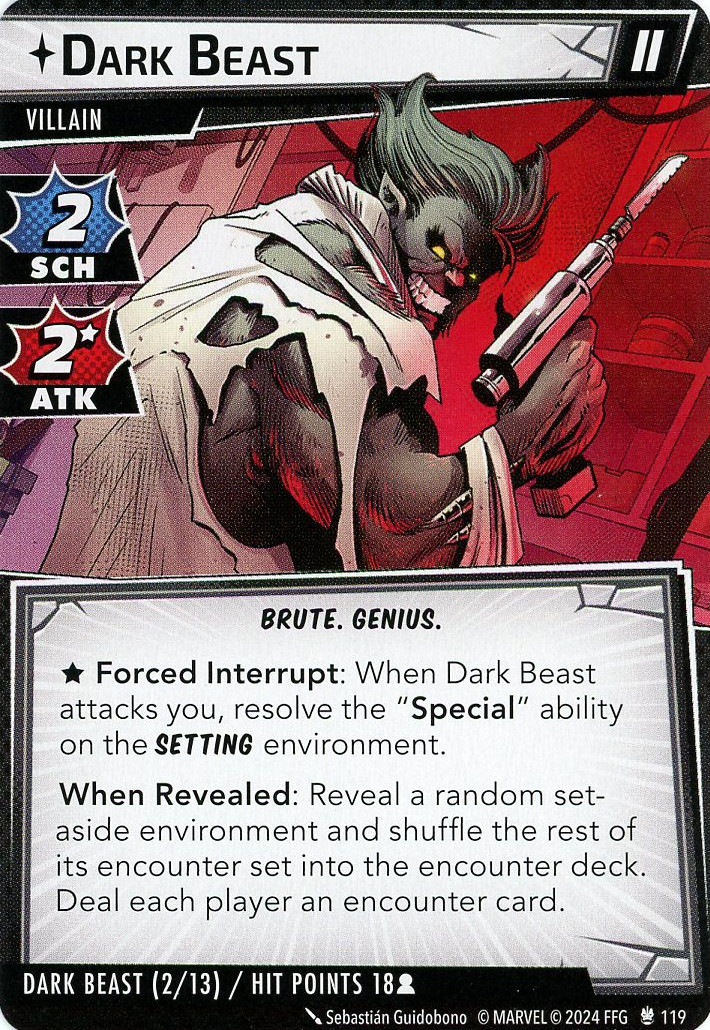 DARK BEAST
II
VILLAIN
2
SCH
2★
ATK
BRUTE. GENIUS.
★ Forced Interrupt: When Dark Beast
attacks you, resolve the “Special” ability
on the SETTING environment.
When Revealed: Reveal a random set-
aside environment and shuffle the rest of
its encounter set into the encounter deck.
Deal each player an encounter card.
DARK BEAST (2/13) / HIT POINTS 18
Sebastián Guidobono © MARVEL © 2024 FFG 119